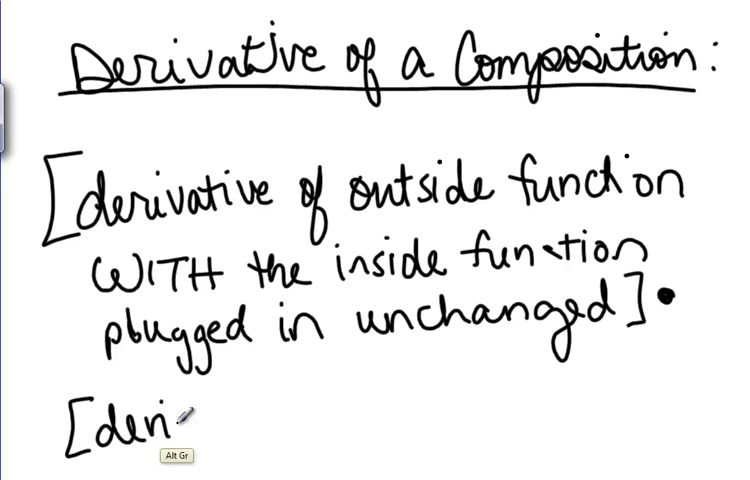 Derivative of a Composition:
[derivative of outside function
WITH the inside function
plugged in unchanged] •
[deri
Alt Gr